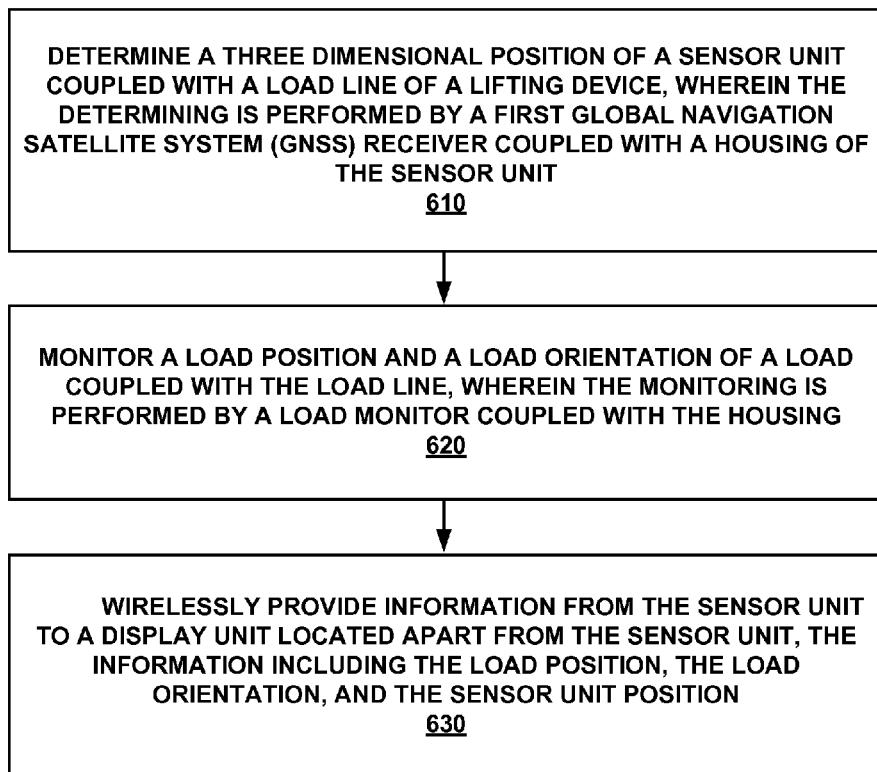 DETERMINE A THREE DIMENSIONAL POSITION OF A SENSOR UNIT
COUPLED WITH A LOAD LINE OF A LIFTING DEVICE, WHEREIN THE
DETERMINING IS PERFORMED BY A FIRST GLOBAL NAVIGATION
SATELLITE SYSTEM (GNSS) RECEIVER COUPLED WITH A HOUSING OF
THE SENSOR UNIT
610
MONITOR A LOAD POSITION AND A LOAD ORIENTATION OF A LOAD
COUPLED WITH THE LOAD LINE, WHEREIN THE MONITORING IS
PERFORMED BY A LOAD MONITOR COUPLED WITH THE HOUSING
620
WIRELESSLY PROVIDE INFORMATION FROM THE SENSOR UNIT
TO A DISPLAY UNIT LOCATED APART FROM THE SENSOR UNIT, THE
INFORMATION INCLUDING THE LOAD POSITION, THE LOAD
ORIENTATION, AND THE SENSOR UNIT POSITION
630